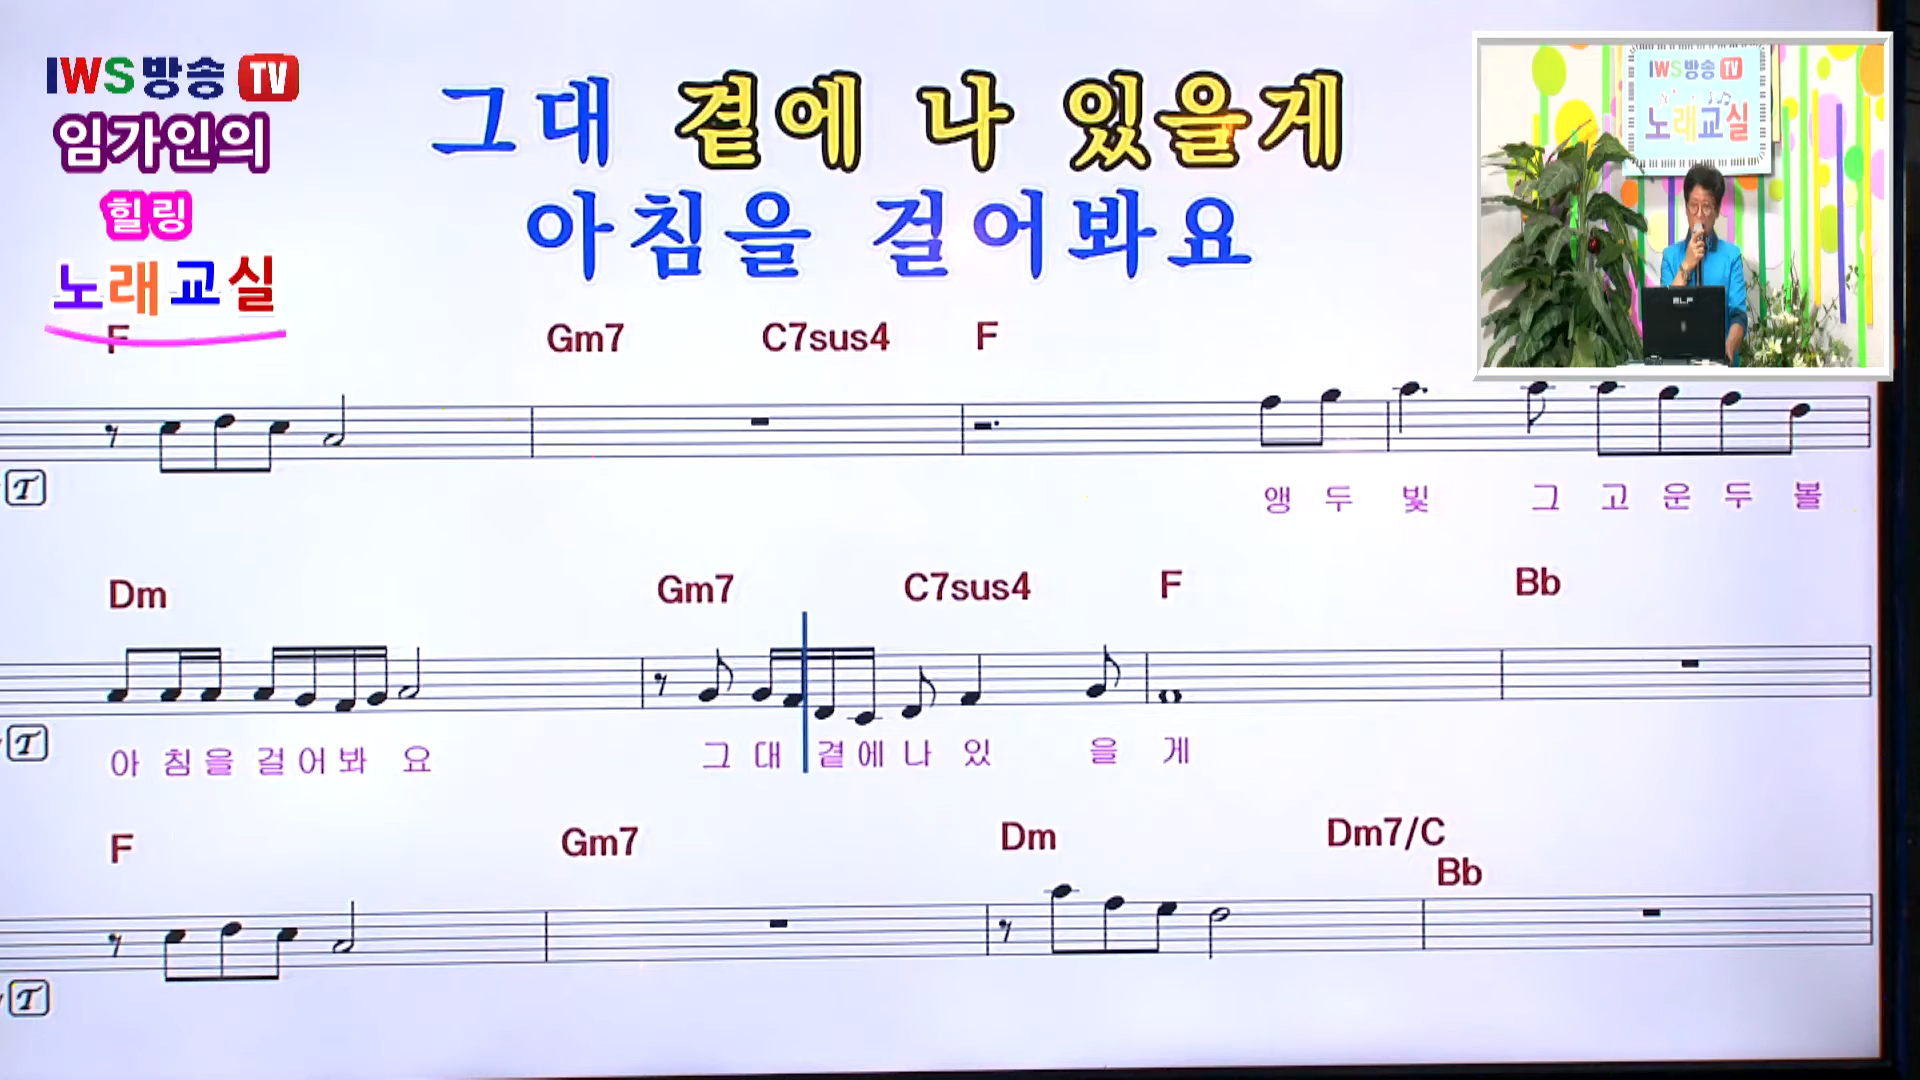 IWS방송 TV
임가인의
힐링
노래교실
그대 곁에 나 있을게
아침을 걸어봐요
IWS방송 TV
노래교실
ELF
F Gm7 C7sus4 F
앵 두 빛 그 고 운 두 볼
T
Dm Gm7 C7sus4 F Bb
아 침 을 걸 어 봐 요 그 대 곁 에 나 있 을 게
T
F Gm7 Dm Dm7/C
Bb
T